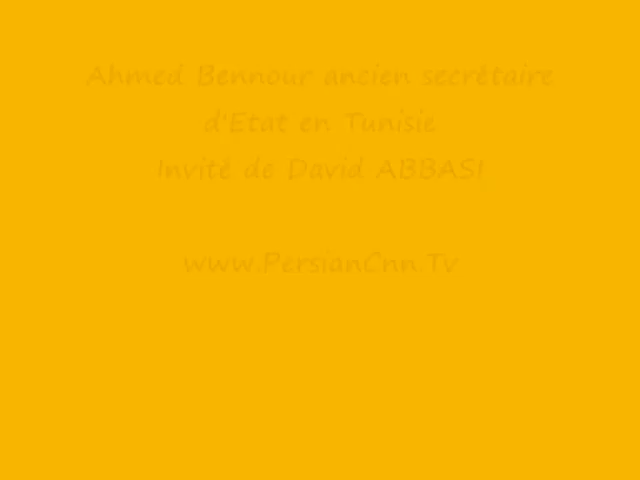 Ahmed Bennour ancien secrétaire
d'Etat en Tunisie
Invité de David ABBASI
www.PersianCnn.Tv